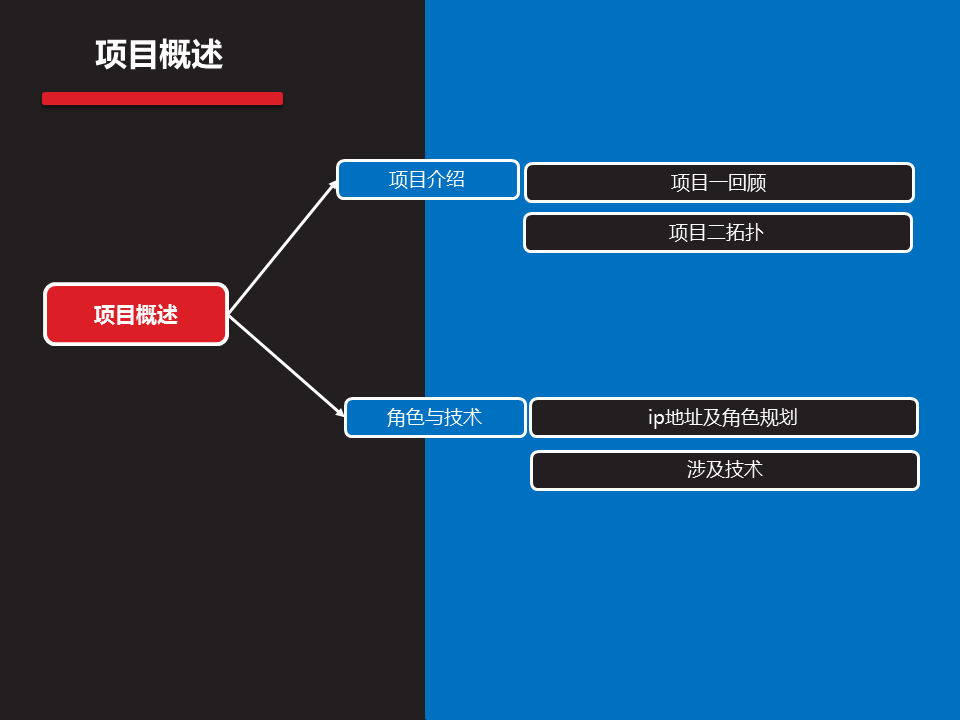 项目概述
项目介绍
项目一回顾
项目二拓扑
项目概述
角色与技术
ip地址及角色规划
涉及技术